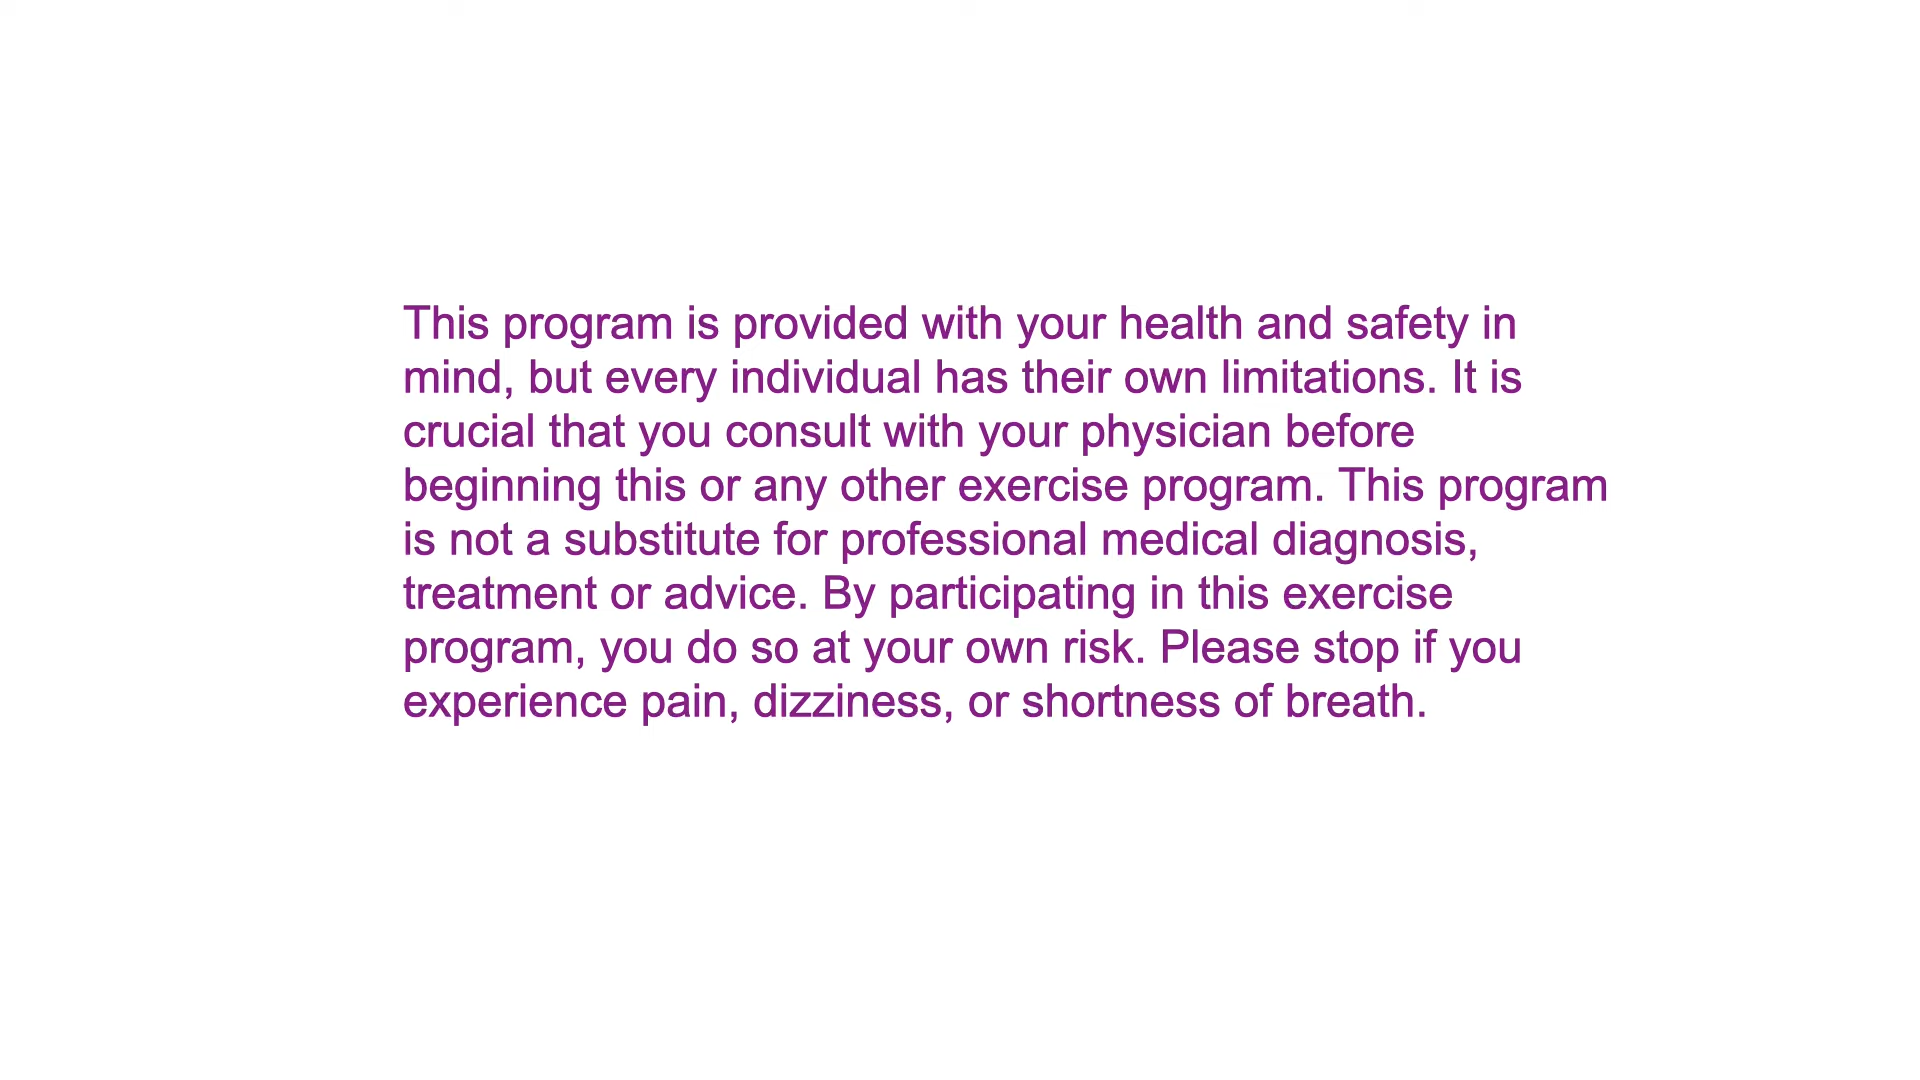 This program is provided with your health and safety in
mind, but every individual has their own limitations. It is
crucial that you consult with your physician before
beginning this or any other exercise program. This program
is not a substitute for professional medical diagnosis,
treatment or advice. By participating in this exercise
program, you do so at your own risk. Please stop if you
experience pain, dizziness, or shortness of breath.